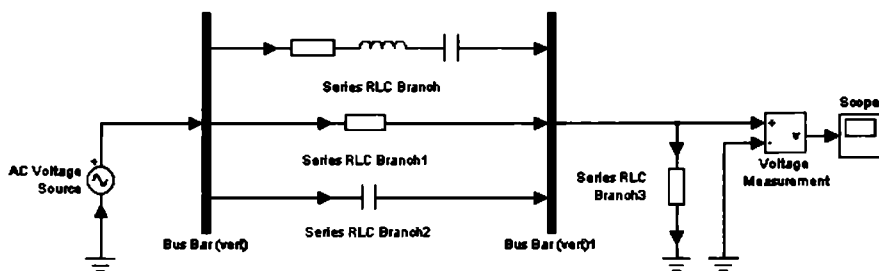 Series RLC Branch
Scope
+
-
v
Series RLC Branch1
+
AC Voltage
Source
Voltage
Measurement
Series RLC
Branch3
Series RLC Branch2
Bus Bar (vert)
Bus Bar (vert)1